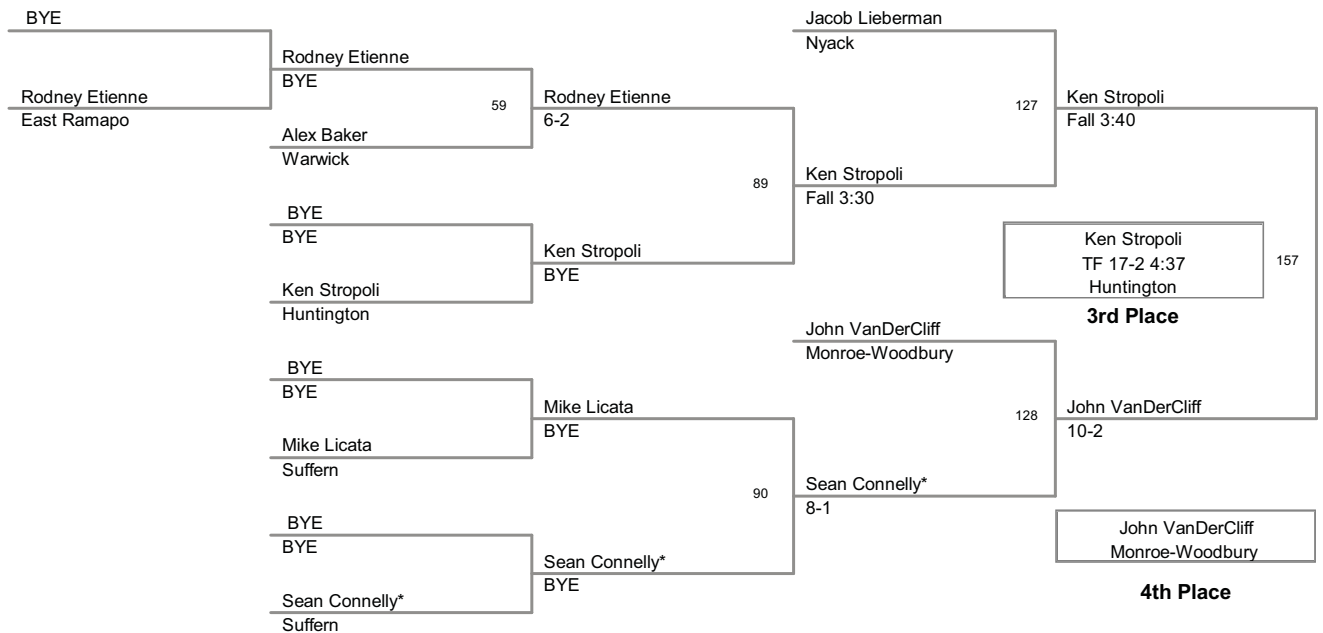 BYE
Rodney Etienne
East Ramapo
Rodney Etienne
BYE
59
Alex Baker
Warwick
BYE
BYE
Ken Stropoli
Huntington
BYE
BYE
Mike Licata
Suffern
BYE
BYE
Sean Connelly*
Suffern
Rodney Etienne
6-2
89
Ken Stropoli
BYE
Mike Licata
BYE
90
Sean Connelly*
BYE
Jacob Lieberman
Nyack
127
Ken Stropoli
Fall 3:30
John VanDerCliff
Monroe-Woodbury
128
Sean Connelly*
8-1
Ken Stropoli
Fall 3:40
Ken Stropoli
TF 17-2 4:37
Huntington
157
3rd Place
John VanDerCliff
10-2
John VanDerCliff
Monroe-Woodbury
4th Place